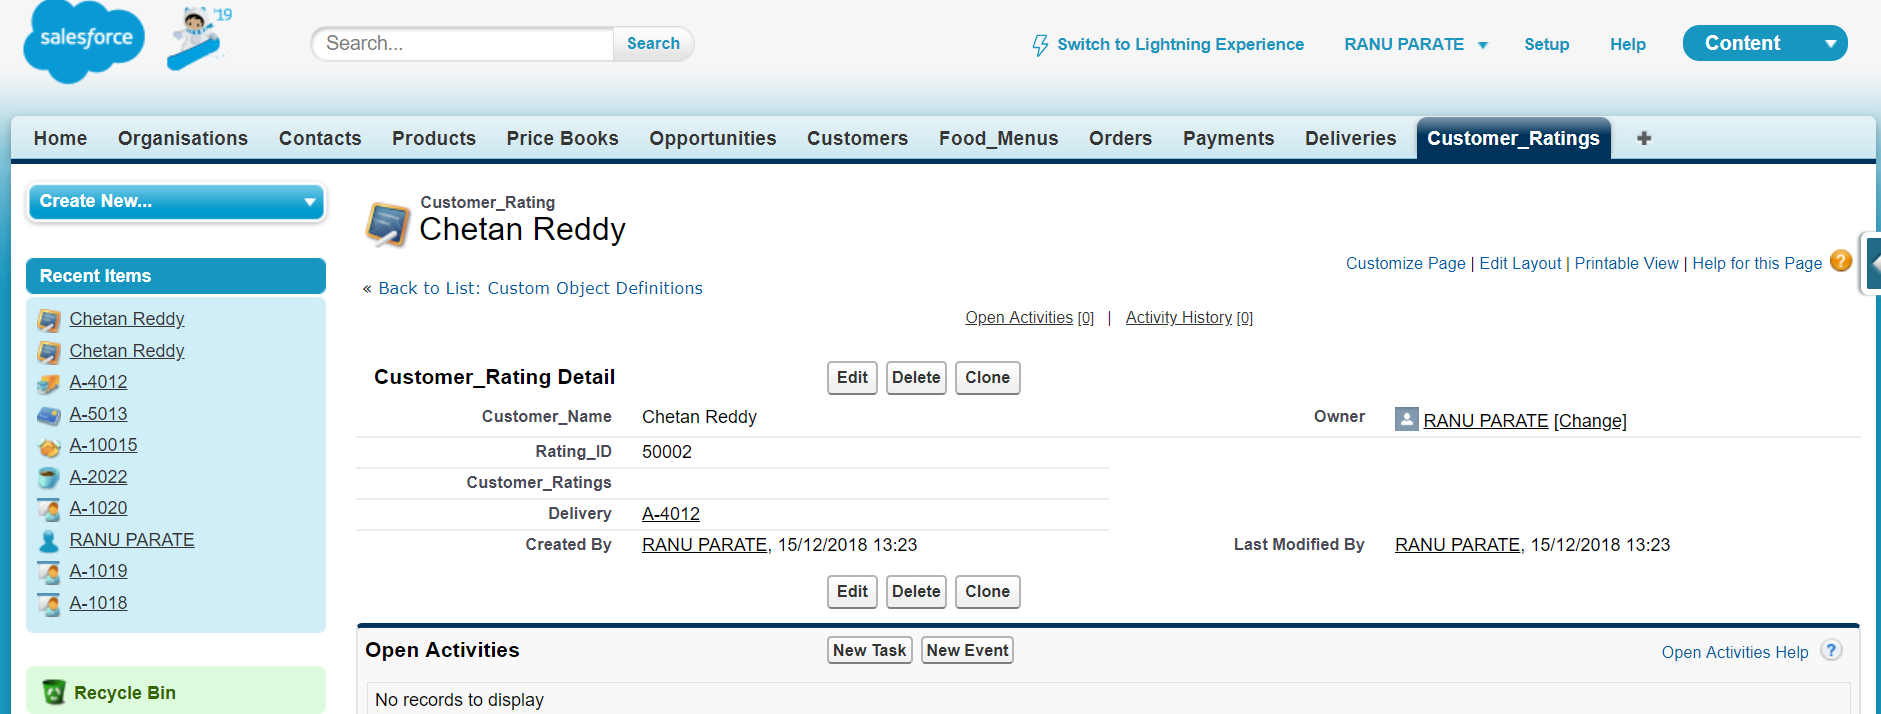 salesforce
'19
Search...
Search
Switch to Lightning Experience
RANU PARATE
Setup
Help
Content
Home Organisations Contacts Products Price Books Opportunities Customers Food_Menus Orders Payments Deliveries Customer_Ratings +
Create New...
Recent Items
Chetan Reddy
Chetan Reddy
A-4012
A-5013
A-10015
A-2022
A-1020
RANU PARATE
A-1019
A-1018
Recycle Bin
Customer_Rating
Chetan Reddy
Customize Page | Edit Layout | Printable View | Help for this Page ?
« Back to List: Custom Object Definitions
Open Activities [0] | Activity History [0]
Customer_Rating Detail
Edit Delete Clone
Customer_Name Chetan Reddy
Owner RANU PARATE [Change]
Rating_ID 50002
Customer_Ratings
Delivery A-4012
Created By RANU PARATE, 15/12/2018 13:23
Last Modified By RANU PARATE, 15/12/2018 13:23
Edit Delete Clone
Open Activities
New Task New Event
Open Activities Help ?
No records to display